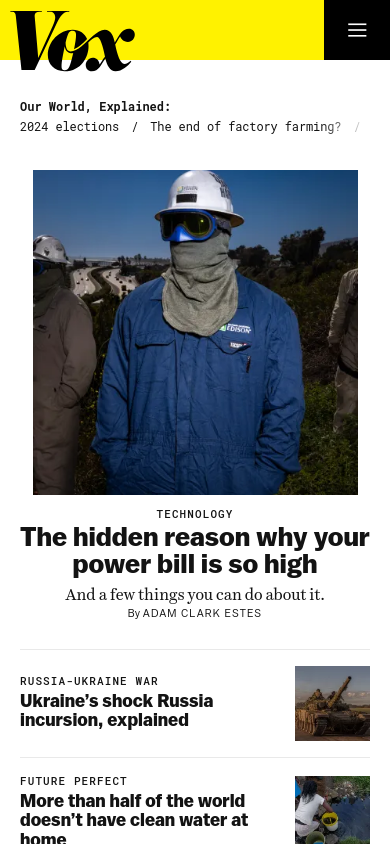 Vox
Our World, Explained:
2024 elections / The end of factory farming? /
EDISON
TECHNOLOGY
The hidden reason why your
power bill is so high
And a few things you can do about it.
By ADAM CLARK ESTES
RUSSIA-UKRAINE WAR
Ukraine’s shock Russia
incursion, explained
FUTURE PERFECT
More than half of the world
doesn’t have clean water at
home